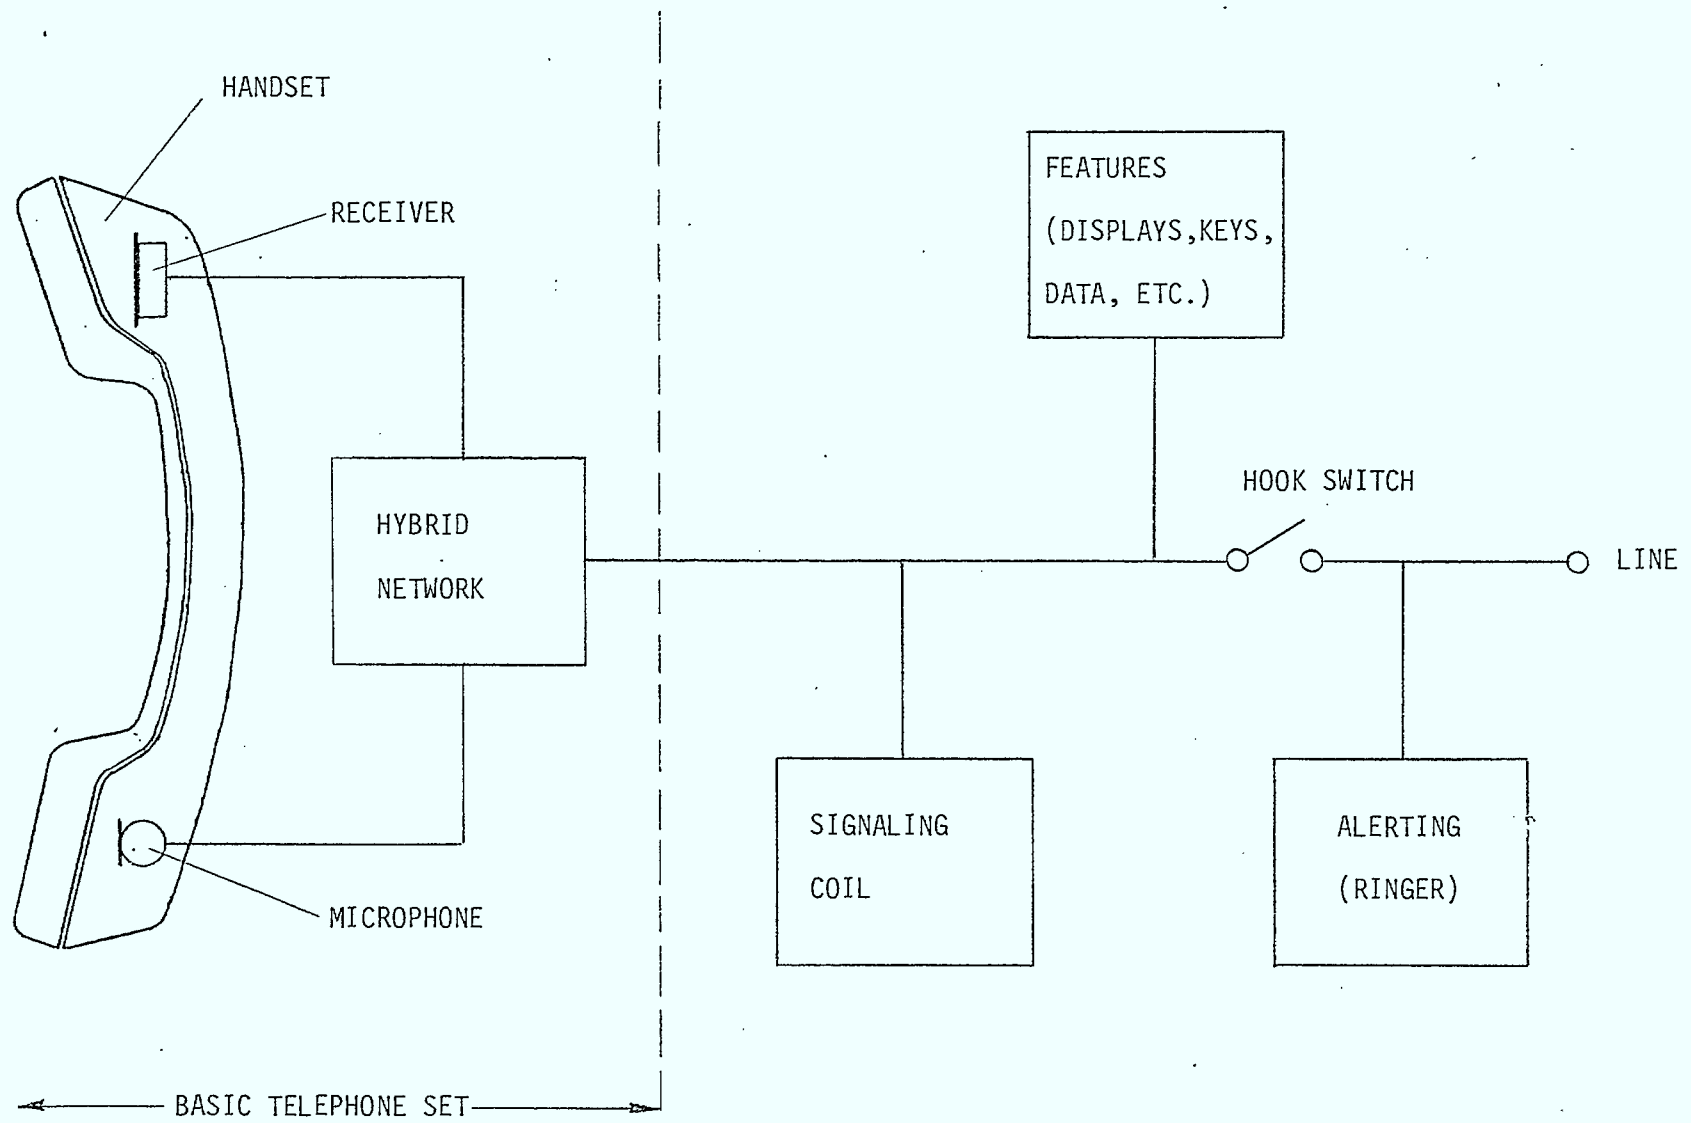 HANDSET
RECEIVER
FEATURES
(DISPLAYS,KEYS,
DATA, ETC.)
HOOK SWITCH
HYBRID
NETWORK
LINE
SIGNALING
COIL
ALERTING
(RINGER)
MICROPHONE
BASIC TELEPHONE SET